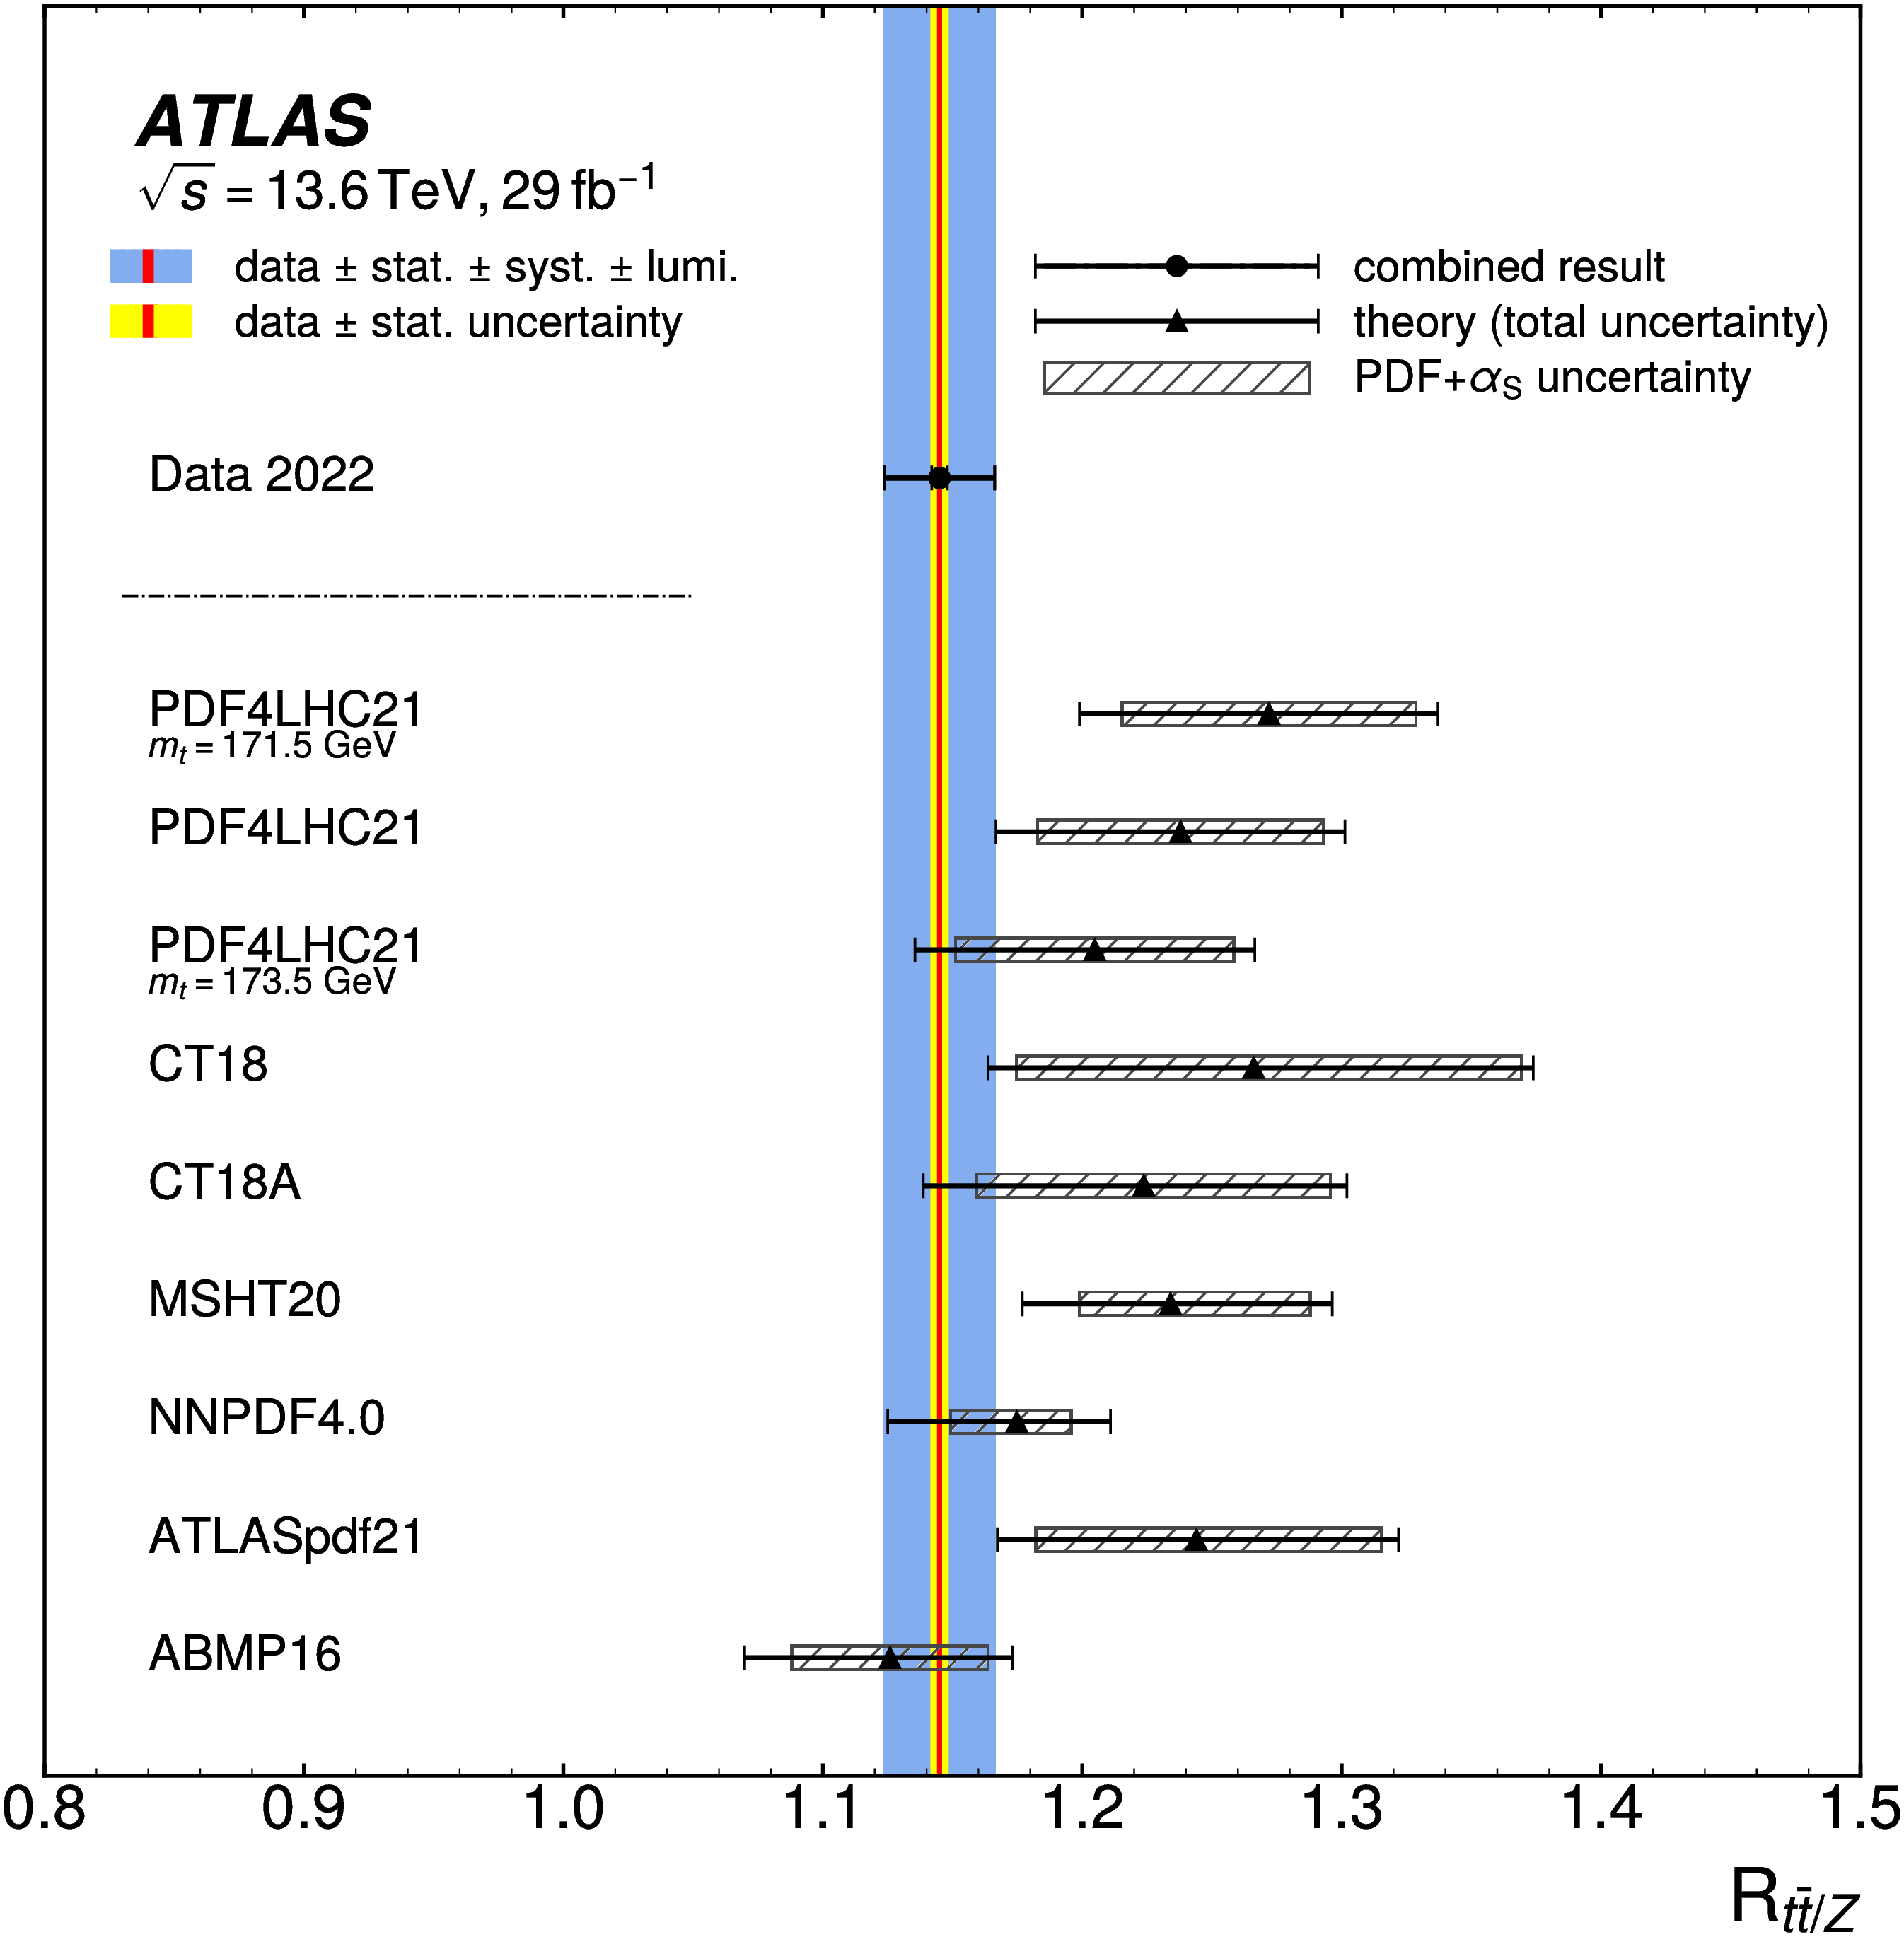 ATLAS
√s = 13.6 TeV, 29 fb⁻¹
data ± stat. ± syst. ± lumi.
data ± stat. uncertainty
combined result
theory (total uncertainty)
PDF+αS uncertainty
Data 2022
PDF4LHC21
mt = 171.5 GeV
PDF4LHC21
PDF4LHC21
mt = 173.5 GeV
CT18
CT18A
MSHT20
NNPDF4.0
ATLASpdf21
ABMP16
0.8 0.9 1.0 1.1 1.2 1.3 1.4 1.5
R tt̄/Z